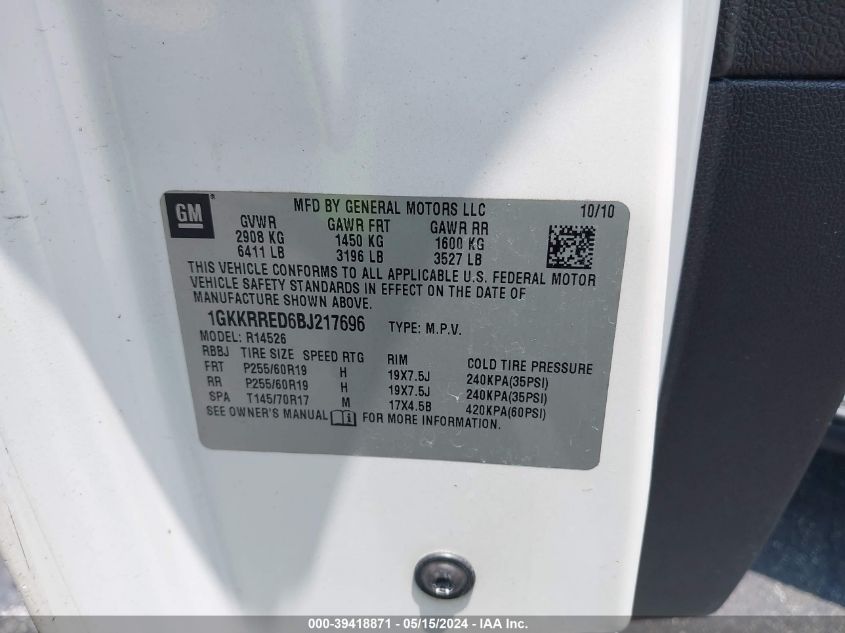 GM
MFD BY GENERAL MOTORS LLC 10/10
GVWR GAWR FRT GAWR RR
2908 KG 1450 KG 1600 KG
6411 LB 3196 LB 3527 LB
THIS VEHICLE CONFORMS TO ALL APPLICABLE U.S. FEDERAL MOTOR
VEHICLE SAFETY STANDARDS IN EFFECT ON THE DATE OF
MANUFACTURE SHOWN ABOVE.
1GKKRRED6BJ217696 TYPE: M.P.V.
MODEL: R14526
RBBJ TIRE SIZE SPEED RTG RIM COLD TIRE PRESSURE
FRT P255/60R19 H 19X7.5J 240KPA(35PSI)
RR P255/60R19 H 19X7.5J 240KPA(35PSI)
SPA T145/70R17 M 17X4.5B 420KPA(60PSI)
SEE OWNER'S MANUAL FOR MORE INFORMATION.
000-39418871 - 05/15/2024 - IAA Inc.